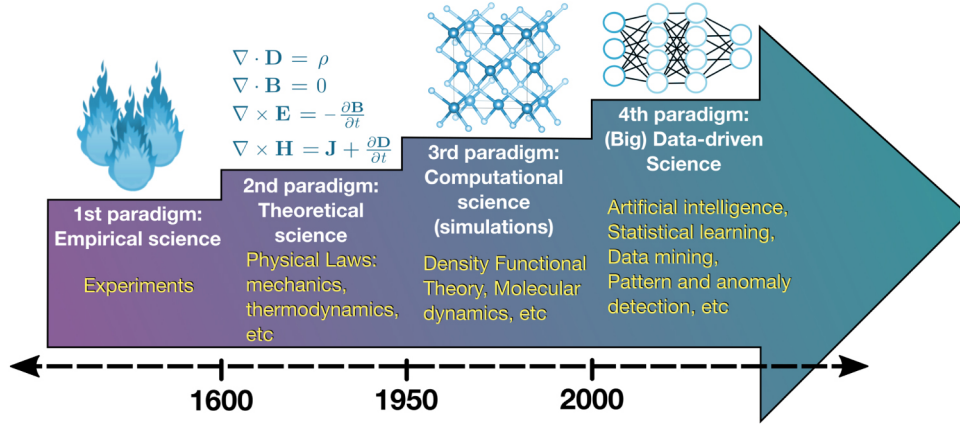 ∇ · D = ρ
∇ · B = 0
∇ × E = −∂B/∂t
∇ × H = J + ∂D/∂t
1st paradigm:
Empirical science
Experiments
2nd paradigm:
Theoretical
science
Physical Laws:
mechanics,
thermodynamics,
etc
3rd paradigm:
Computational
science
(simulations)
Density Functional
Theory, Molecular
dynamics, etc
4th paradigm:
(Big) Data-driven
Science
Artificial intelligence,
Statistical learning,
Data mining,
Pattern and anomaly
detection, etc
1600
1950
2000